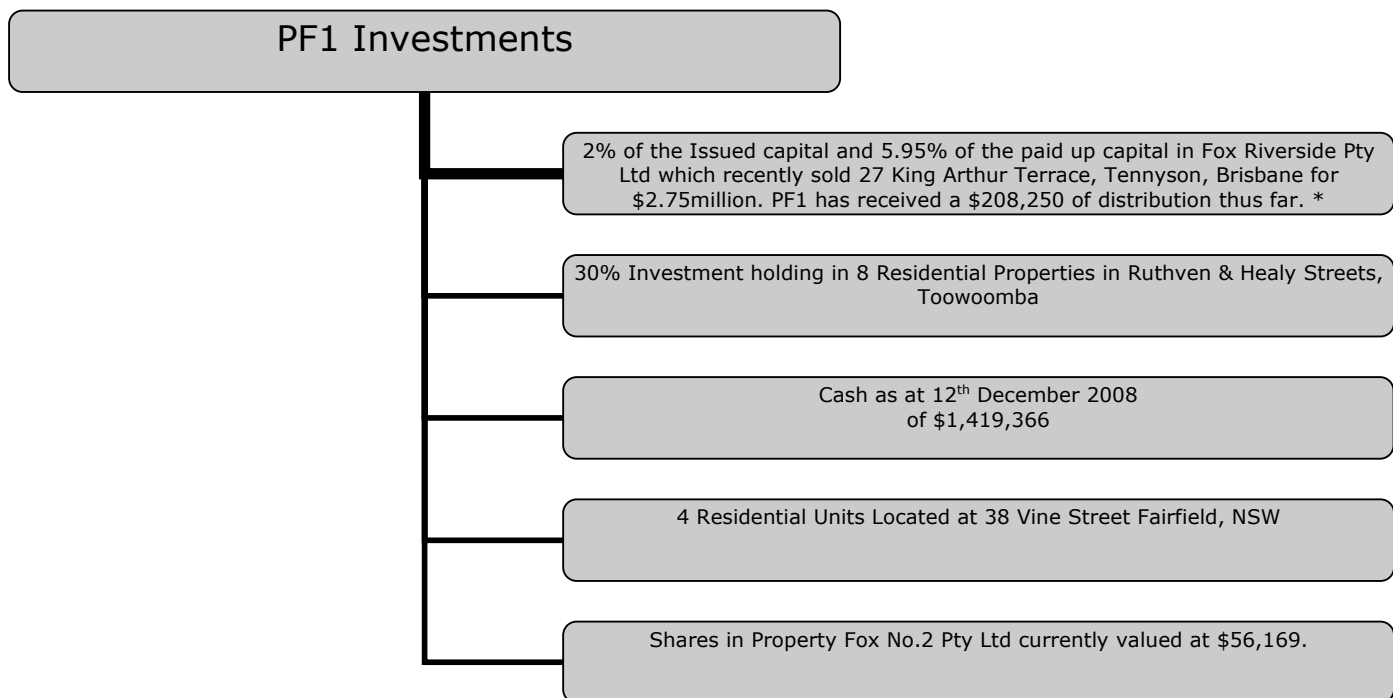 PF1 Investments
2% of the Issued capital and 5.95% of the paid up capital in Fox Riverside Pty
Ltd which recently sold 27 King Arthur Terrace, Tennyson, Brisbane for
$2.75million. PF1 has received a $208,250 of distribution thus far. *
30% Investment holding in 8 Residential Properties in Ruthven & Healy Streets,
Toowoomba
Cash as at 12th December 2008
of $1,419,366
4 Residential Units Located at 38 Vine Street Fairfield, NSW
Shares in Property Fox No.2 Pty Ltd currently valued at $56,169.